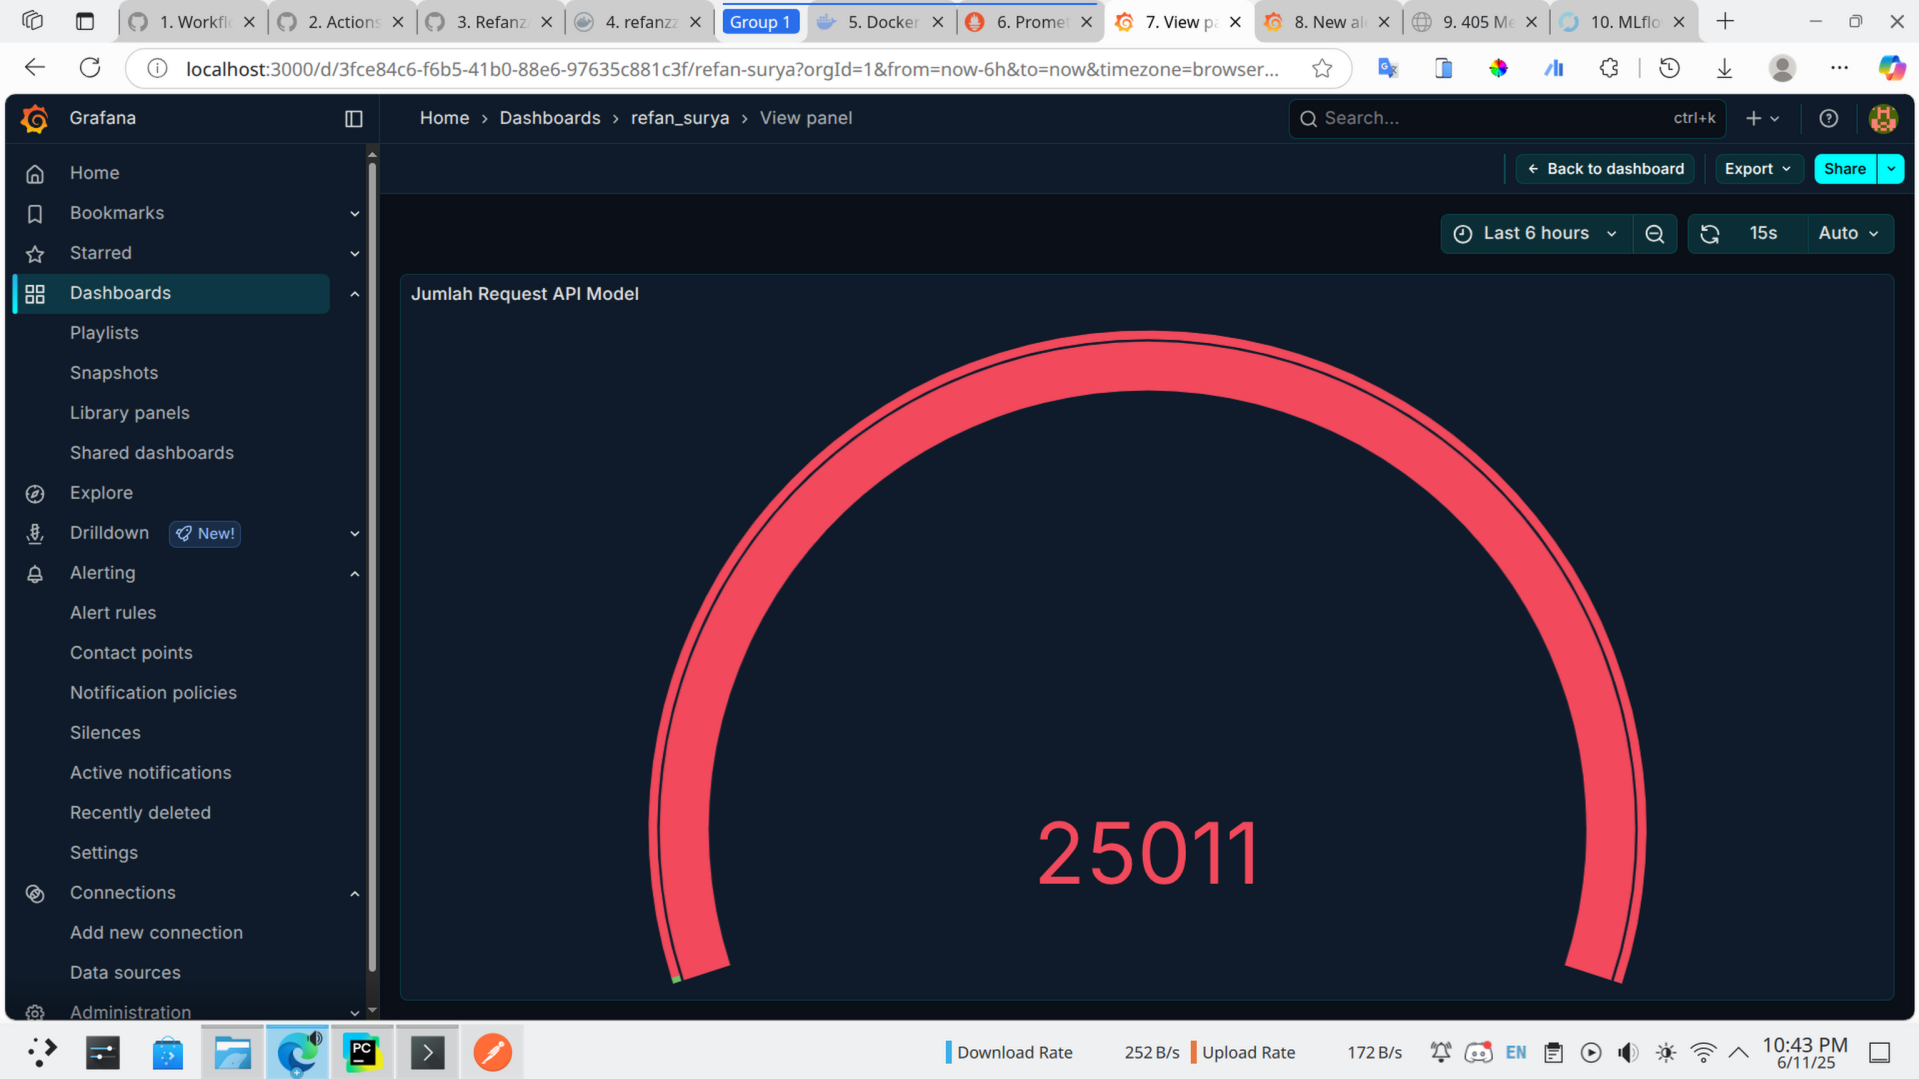 1. Workfl
2. Actions
3. Refanz
4. refanzz
Group 1
5. Docker
6. Promet
7. View pa
8. New al
9. 405 Me
10. MLflo
localhost:3000/d/3fce84c6-f6b5-41b0-88e6-97635c881c3f/refan-surya?orgId=1&from=now-6h&to=now&timezone=browser...
Grafana
Home › Dashboards › refan_surya › View panel
Search...
ctrl+k
Back to dashboard
Export
Share
Last 6 hours
15s
Auto
Home
Bookmarks
Starred
Dashboards
Playlists
Snapshots
Library panels
Shared dashboards
Explore
Drilldown
New!
Alerting
Alert rules
Contact points
Notification policies
Silences
Active notifications
Recently deleted
Settings
Connections
Add new connection
Data sources
Administration
Jumlah Request API Model
25011
PC
Download Rate
252 B/s
Upload Rate
172 B/s
EN
10:43 PM
6/11/25